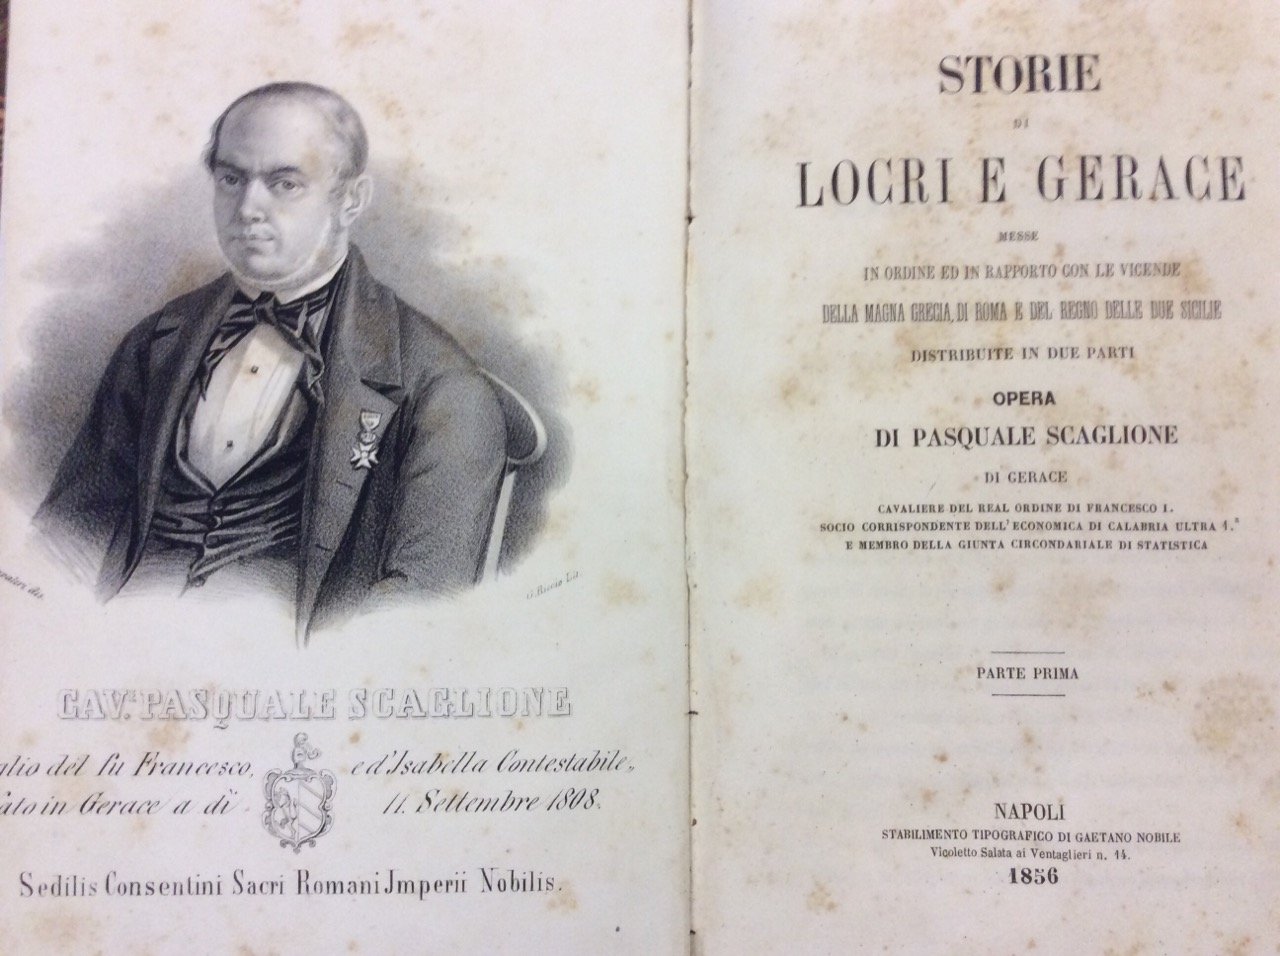 dis.
G. Riccio Lit.
CAV.R PASQUALE SCAGLIONE
glio del fu Francesco, e d'Isabella Contestabile,,
ato in Gerace a dì 11. Settembre 1808.
Sedilis Consentini Sacri Romani Jmperii Nobilis.
STORIE
DI
LOCRI E GERACE
MESSE
IN ORDINE ED IN RAPPORTO CON LE VICENDE
DELLA MAGNA GRECIA, DI ROMA E DEL REGNO DELLE DUE SICILIE
DISTRIBUITE IN DUE PARTI
OPERA
DI PASQUALE SCAGLIONE
DI GERACE
CAVALIERE DEL REAL ORDINE DI FRANCESCO I.
SOCIO CORRISPONDENTE DELL'ECONOMICA DI CALABRIA ULTRA 1.ª
E MEMBRO DELLA GIUNTA CIRCONDARIALE DI STATISTICA
PARTE PRIMA
NAPOLI
STABILIMENTO TIPOGRAFICO DI GAETANO NOBILE
Vicoletto Salata ai Ventaglieri n. 14.
1856